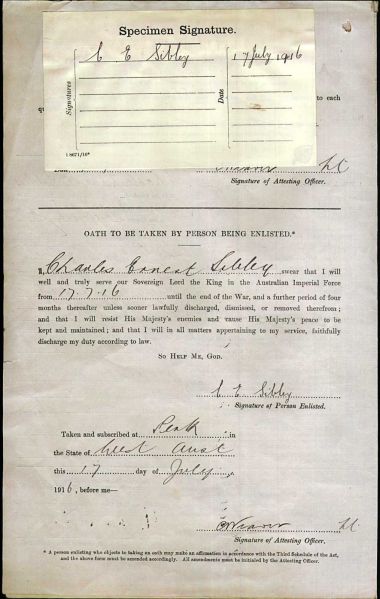 Specimen Signature.
Signatures
C E Sibley
Date
17 July 1916
to each
Lt
Signature of Attesting Officer.
OATH TO BE TAKEN BY PERSON BEING ENLISTED.*
I, Charles Ernest Sibley swear that I will
well and truly serve our Sovereign Lord the King in the Australian Imperial Force
from 17.7.16 until the end of the War, and a further period of four
months thereafter unless sooner lawfully discharged, dismissed, or removed therefrom;
and that I will resist His Majesty's enemies and cause His Majesty's peace to be
kept and maintained; and that I will in all matters appertaining to my service, faithfully
discharge my duty according to law.
SO HELP ME, GOD.
C E Sibley
Signature of Person Enlisted.
Taken and subscribed at Perth in
the State of West Aust
this 17 day of July
1916, before me—
Lt
Signature of Attesting Officer.
* A person enlisting who objects to taking an oath may make an affirmation in accordance with the Third Schedule of the Act,
and the above form must be amended accordingly. All amendments must be initialed by the Attesting Officer.